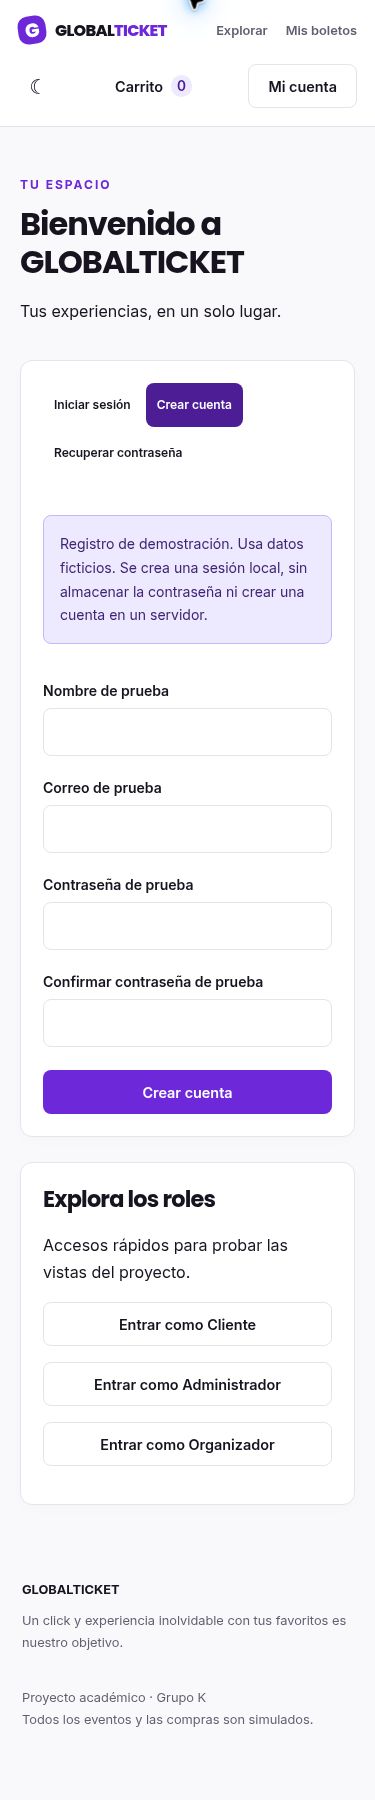 G GLOBALTICKET Explorar Mis boletos
Carrito 0 Mi cuenta
TU ESPACIO
Bienvenido a
GLOBALTICKET
Tus experiencias, en un solo lugar.
Iniciar sesión Crear cuenta
Recuperar contraseña
Registro de demostración. Usa datos
ficticios. Se crea una sesión local, sin
almacenar la contraseña ni crear una
cuenta en un servidor.
Nombre de prueba
Correo de prueba
Contraseña de prueba
Confirmar contraseña de prueba
Crear cuenta
Explora los roles
Accesos rápidos para probar las
vistas del proyecto.
Entrar como Cliente
Entrar como Administrador
Entrar como Organizador
GLOBALTICKET
Un click y experiencia inolvidable con tus favoritos es
nuestro objetivo.
Proyecto académico · Grupo K
Todos los eventos y las compras son simulados.